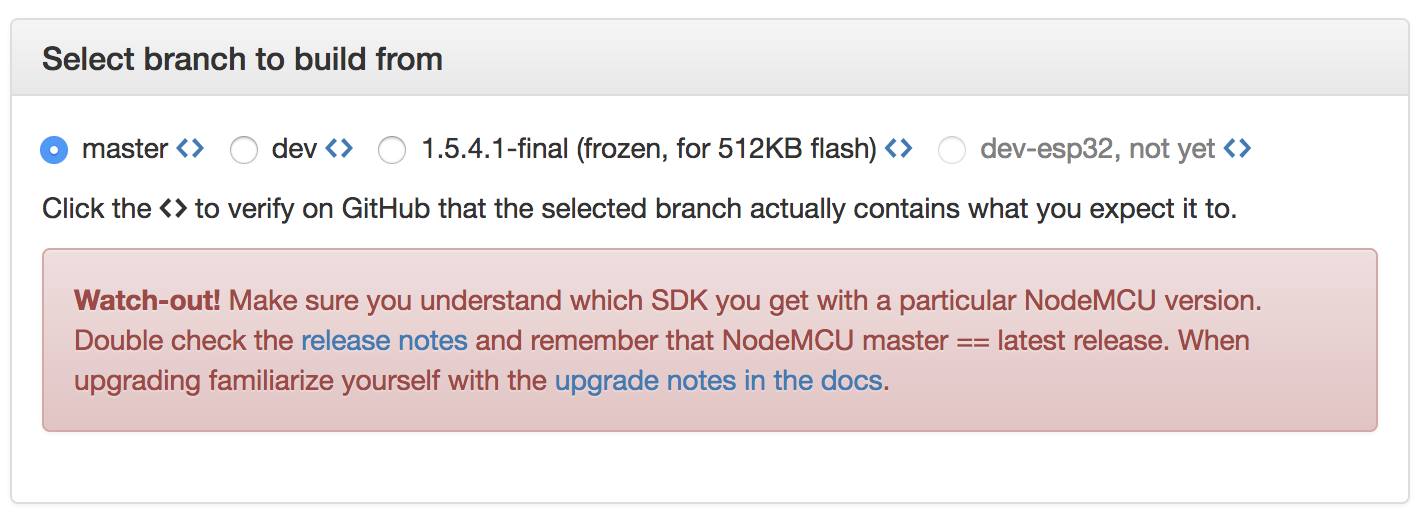 Select branch to build from
master <> dev <> 1.5.4.1-final (frozen, for 512KB flash) <> dev-esp32, not yet <>
Click the <> to verify on GitHub that the selected branch actually contains what you expect it to.
Watch-out! Make sure you understand which SDK you get with a particular NodeMCU version.
Double check the release notes and remember that NodeMCU master == latest release. When
upgrading familiarize yourself with the upgrade notes in the docs.